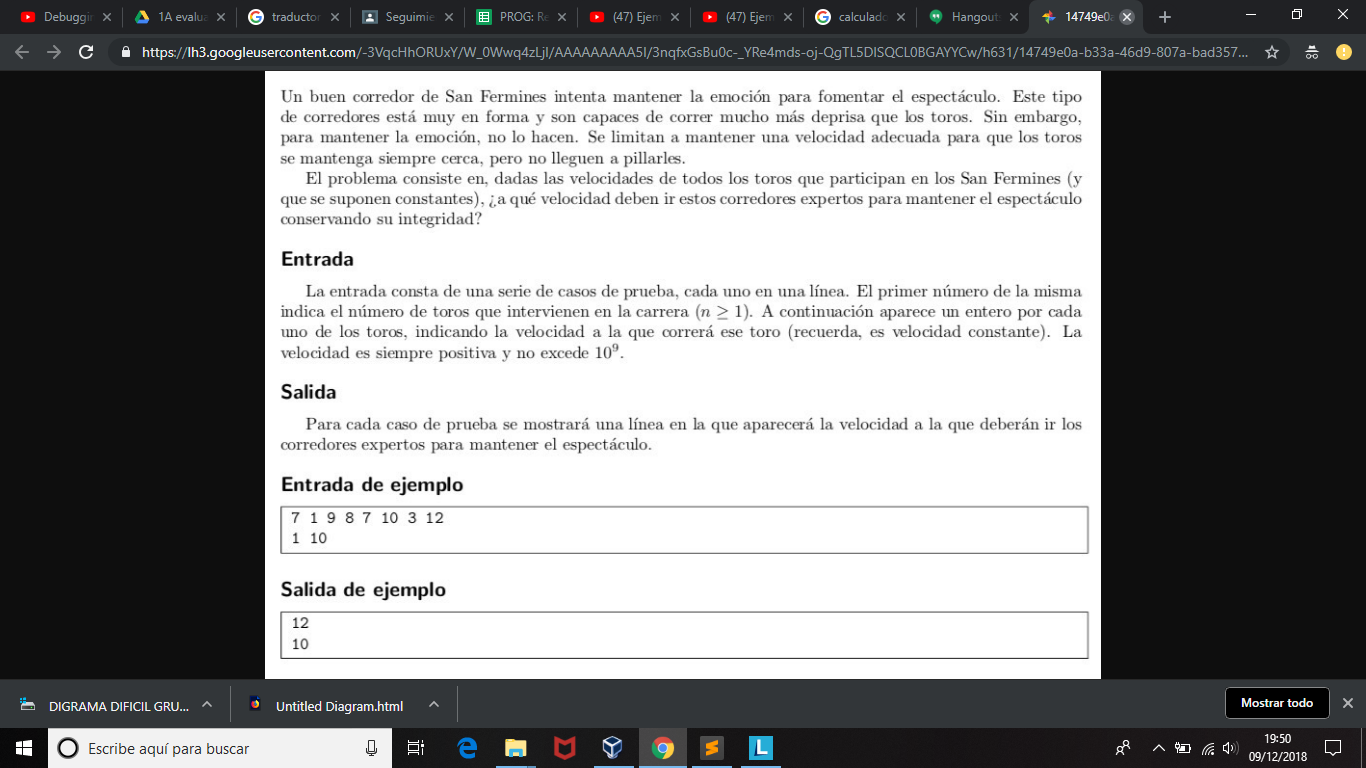 Debuggin
1A evalua
traductor
Seguimie
PROG: Re
(47) Ejem
(47) Ejem
calculado
Hangouts
14749e0a
https://lh3.googleusercontent.com/-3VqcHhORUxY/W_0Wwq4zLjI/AAAAAAAAA5I/3nqfxGsBu0c-_YRe4mds-oj-QgTL5DISQCL0BGAYYCw/h631/14749e0a-b33a-46d9-807a-bad357...
Un buen corredor de San Fermines intenta mantener la emoción para fomentar el espectáculo. Este tipo
de corredores está muy en forma y son capaces de correr mucho más deprisa que los toros. Sin embargo,
para mantener la emoción, no lo hacen. Se limitan a mantener una velocidad adecuada para que los toros
se mantenga siempre cerca, pero no lleguen a pillarles.
El problema consiste en, dadas las velocidades de todos los toros que participan en los San Fermines (y
que se suponen constantes), ¿a qué velocidad deben ir estos corredores expertos para mantener el espectáculo
conservando su integridad?
Entrada
La entrada consta de una serie de casos de prueba, cada uno en una línea. El primer número de la misma
indica el número de toros que intervienen en la carrera (n ≥ 1). A continuación aparece un entero por cada
uno de los toros, indicando la velocidad a la que correrá ese toro (recuerda, es velocidad constante). La
velocidad es siempre positiva y no excede 10⁹.
Salida
Para cada caso de prueba se mostrará una línea en la que aparecerá la velocidad a la que deberán ir los
corredores expertos para mantener el espectáculo.
Entrada de ejemplo
7 1 9 8 7 10 3 12
1 10
Salida de ejemplo
12
10
DIGRAMA DIFICIL GRU...
Untitled Diagram.html
Mostrar todo
Escribe aquí para buscar
19:50
09/12/2018